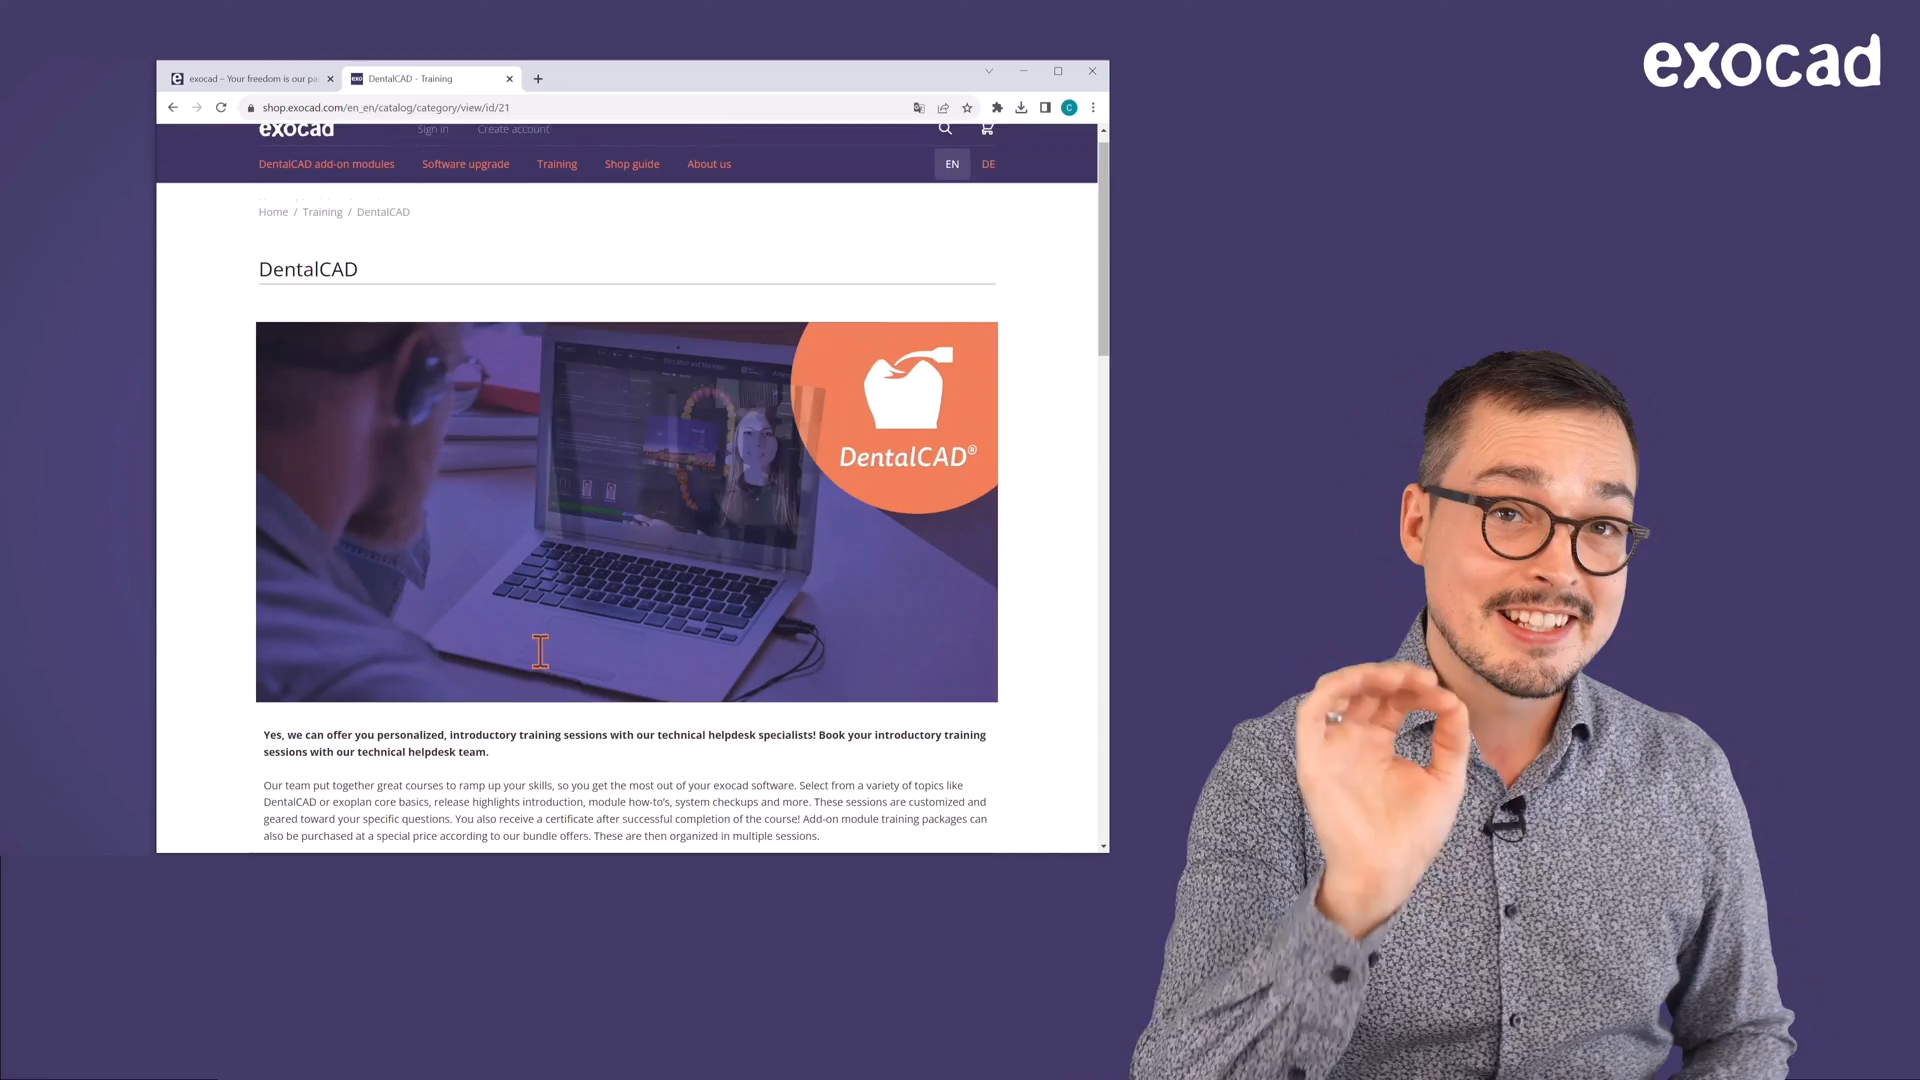 exocad
exocad – Your freedom is our pa
DentalCAD - Training
shop.exocad.com/en_en/catalog/category/view/id/21
C
exocad Sign in Create account
DentalCAD add-on modules Software upgrade Training Shop guide About us EN DE
Home / Training / DentalCAD
DentalCAD
DentalCAD®
Yes, we can offer you personalized, introductory training sessions with our technical helpdesk specialists! Book your introductory training
sessions with our technical helpdesk team.
Our team put together great courses to ramp up your skills, so you get the most out of your exocad software. Select from a variety of topics like
DentalCAD or exoplan core basics, release highlights introduction, module how-to's, system checkups and more. These sessions are customized and
geared toward your specific questions. You also receive a certificate after successful completion of the course! Add-on module training packages can
also be purchased at a special price according to our bundle offers. These are then organized in multiple sessions.